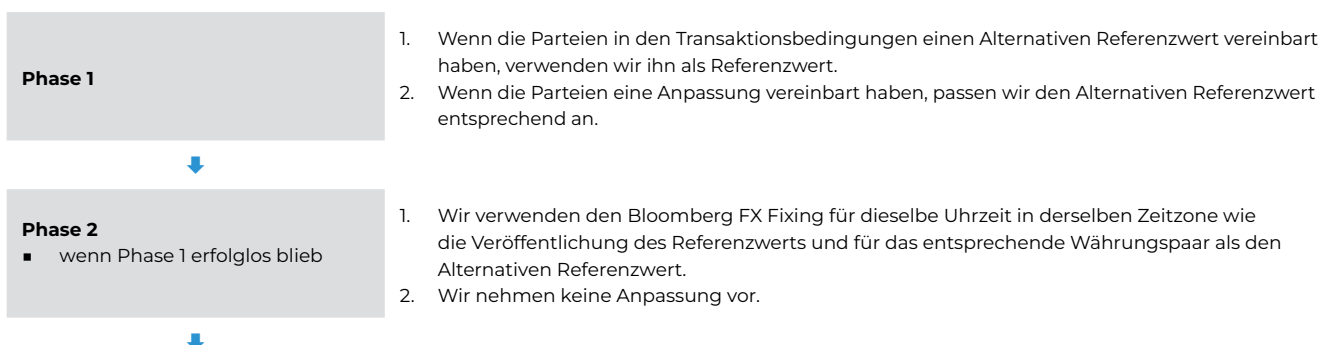 Phase 1
1. Wenn die Parteien in den Transaktionsbedingungen einen Alternativen Referenzwert vereinbart
haben, verwenden wir ihn als Referenzwert.
2. Wenn die Parteien eine Anpassung vereinbart haben, passen wir den Alternativen Referenzwert
entsprechend an.
Phase 2
▪ wenn Phase 1 erfolglos blieb
1. Wir verwenden den Bloomberg FX Fixing für dieselbe Uhrzeit in derselben Zeitzone wie
die Veröffentlichung des Referenzwerts und für das entsprechende Währungspaar als den
Alternativen Referenzwert.
2. Wir nehmen keine Anpassung vor.